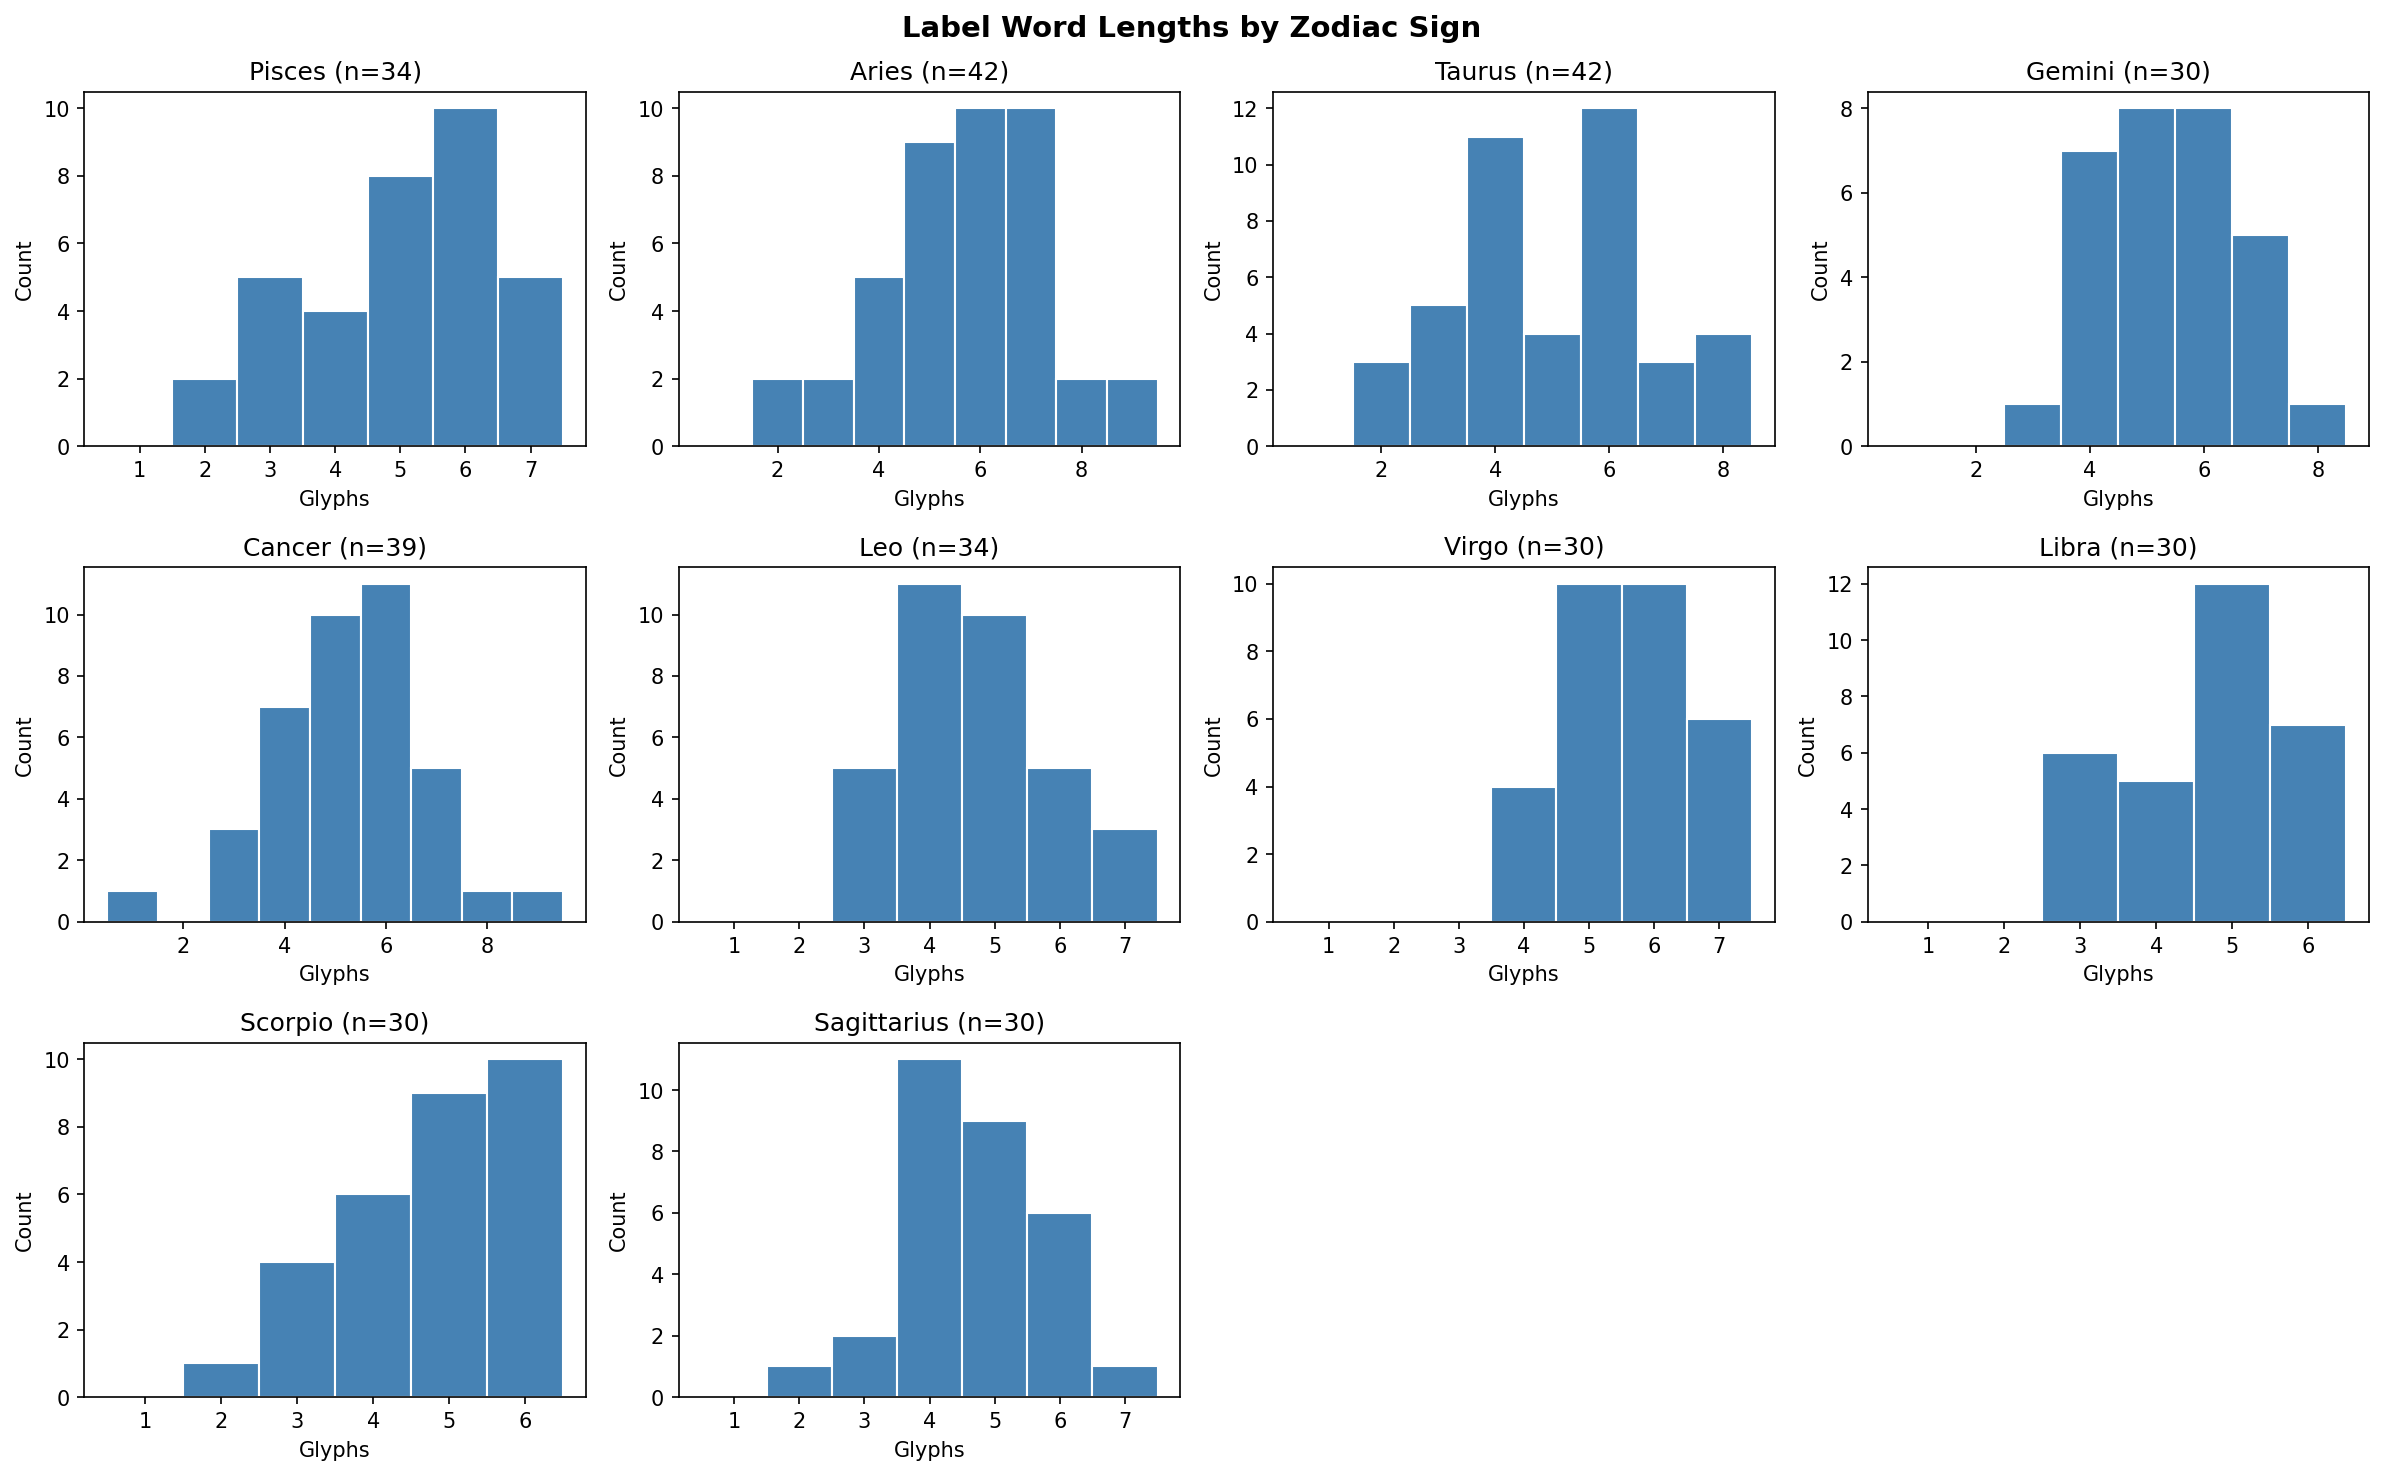 Label Word Lengths by Zodiac Sign
Pisces (n=34)
Count
0 2 4 6 8 10
1 2 3 4 5 6 7
Glyphs
Aries (n=42)
Count
0 2 4 6 8 10
2 4 6 8
Glyphs
Taurus (n=42)
Count
0 2 4 6 8 10 12
2 4 6 8
Glyphs
Gemini (n=30)
Count
0 2 4 6 8
2 4 6 8
Glyphs
Cancer (n=39)
Count
0 2 4 6 8 10
2 4 6 8
Glyphs
Leo (n=34)
Count
0 2 4 6 8 10
1 2 3 4 5 6 7
Glyphs
Virgo (n=30)
Count
0 2 4 6 8 10
1 2 3 4 5 6 7
Glyphs
Libra (n=30)
Count
0 2 4 6 8 10 12
1 2 3 4 5 6
Glyphs
Scorpio (n=30)
Count
0 2 4 6 8 10
1 2 3 4 5 6
Glyphs
Sagittarius (n=30)
Count
0 2 4 6 8 10
1 2 3 4 5 6 7
Glyphs